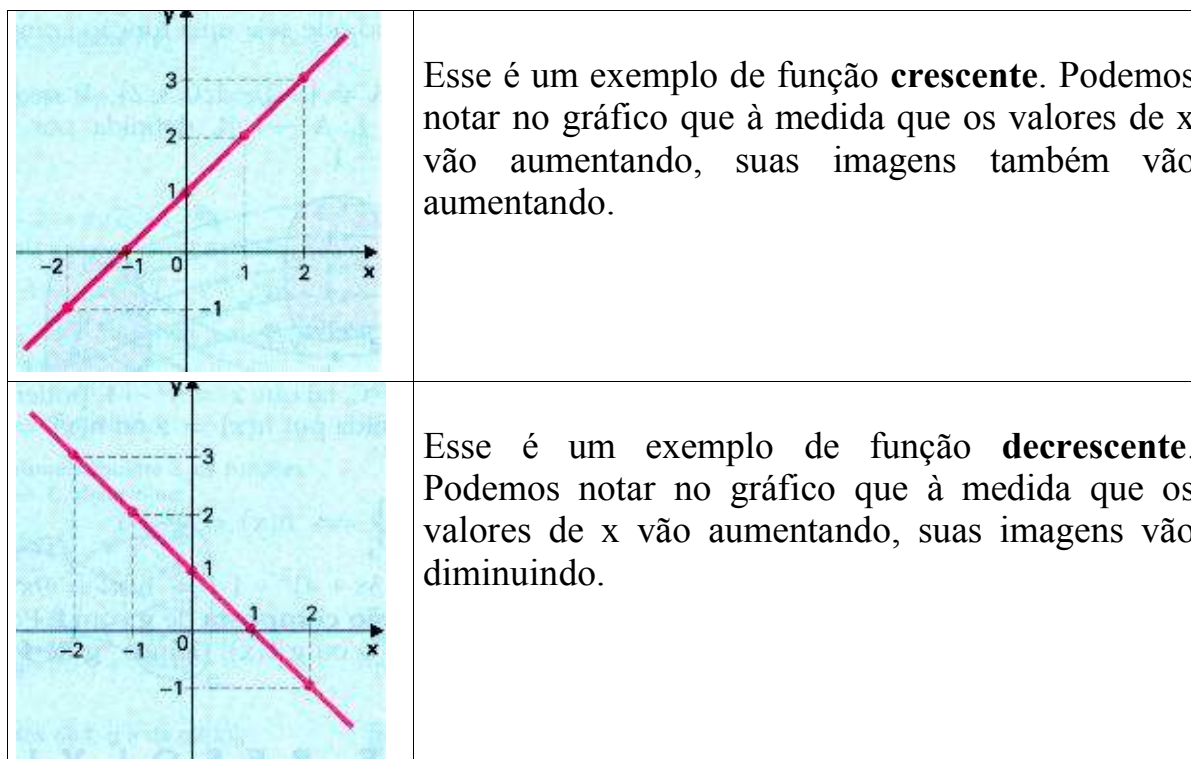 y
3
2
1
-2 -1 0 1 2 x
-1
Esse é um exemplo de função crescente. Podemos
notar no gráfico que à medida que os valores de x
vão aumentando, suas imagens também vão
aumentando.
y
3
2
1
1 2
-2 -1 0 x
-1
Esse é um exemplo de função decrescente.
Podemos notar no gráfico que à medida que os
valores de x vão aumentando, suas imagens vão
diminuindo.